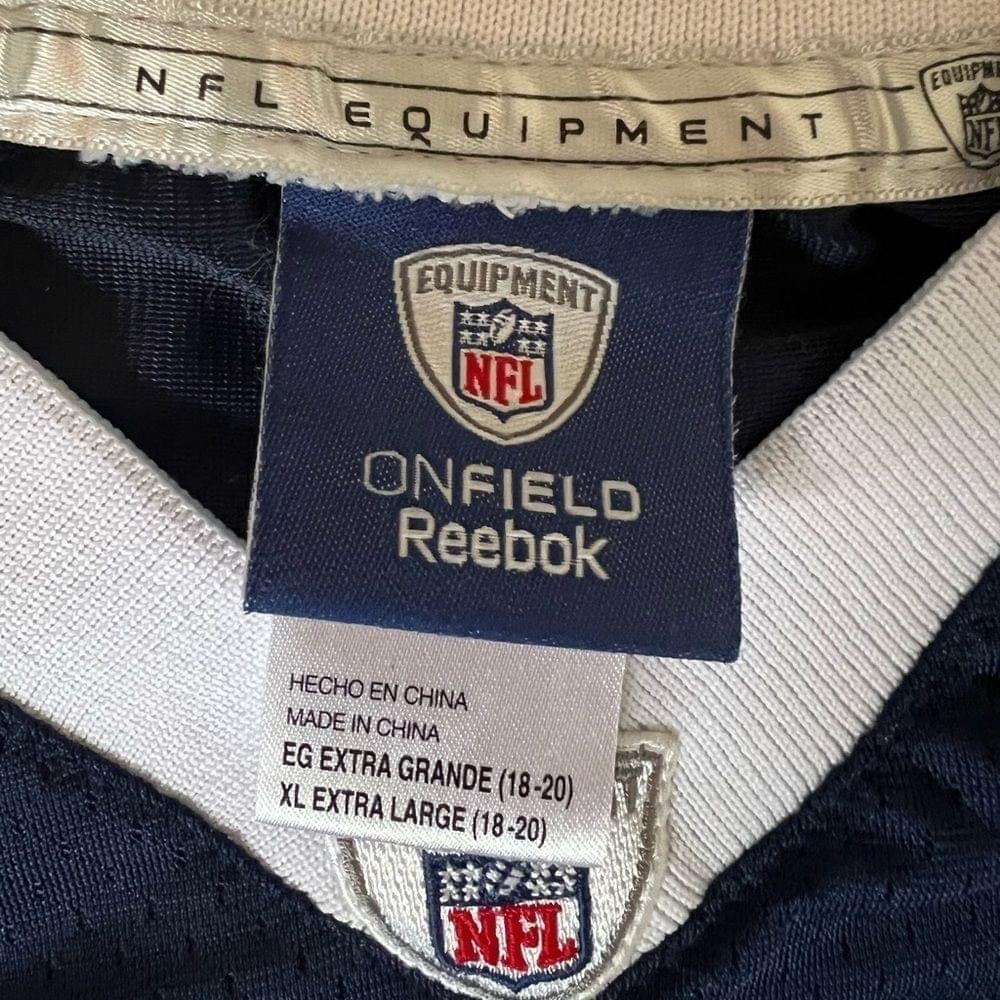 NFL EQUIPMENT
NFL
EQUIPMENT
NFL
ONFIELD
Reebok
HECHO EN CHINA
MADE IN CHINA
EG EXTRA GRANDE (18-20)
XL EXTRA LARGE (18-20)
NFL